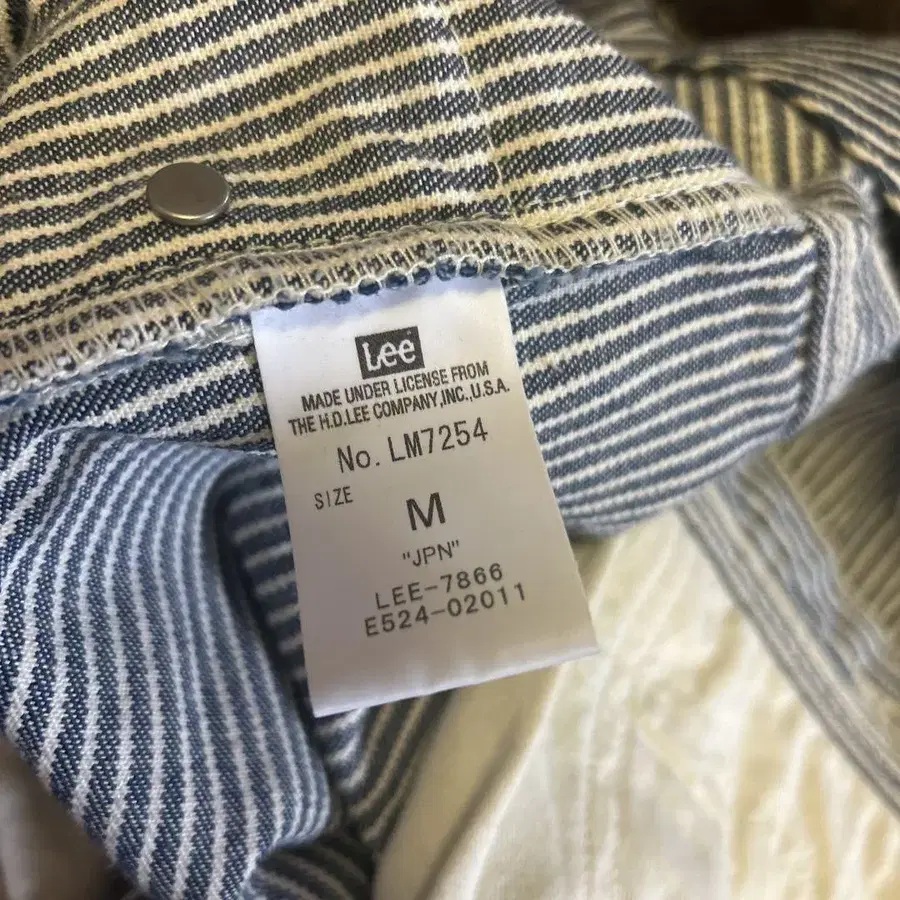 Lee
MADE UNDER LICENSE FROM
THE H.D.LEE COMPANY,INC.,U.S.A.
No. LM7254
SIZE
M
"JPN"
LEE-7866
E524-02011